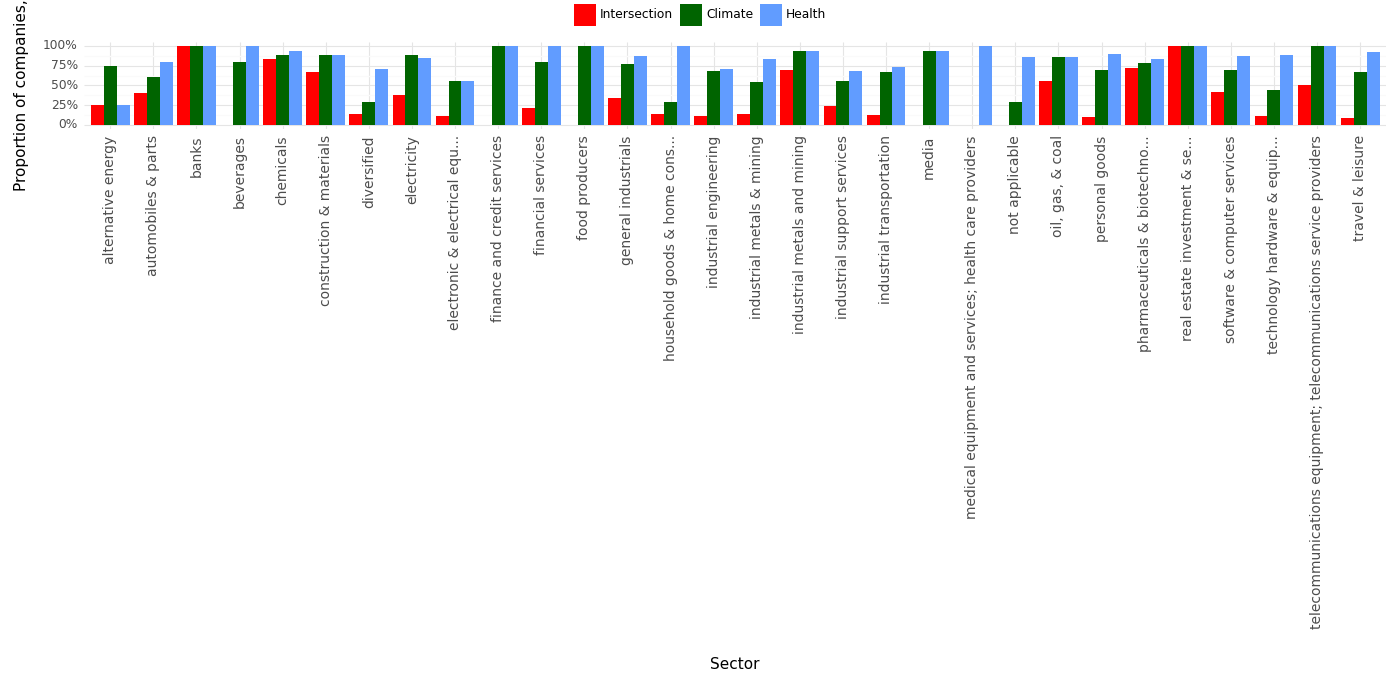 Intersection Climate Health
Proportion of companies,
100%
75%
50%
25%
0%
alternative energy
automobiles & parts
banks
beverages
chemicals
construction & materials
diversified
electricity
electronic & electrical equ...
finance and credit services
financial services
food producers
general industrials
household goods & home cons...
industrial engineering
industrial metals & mining
industrial metals and mining
industrial support services
industrial transportation
media
medical equipment and services; health care providers
not applicable
oil, gas, & coal
personal goods
pharmaceuticals & biotechno...
real estate investment & se...
software & computer services
technology hardware & equip...
telecommunications equipment; telecommunications service providers
travel & leisure
Sector